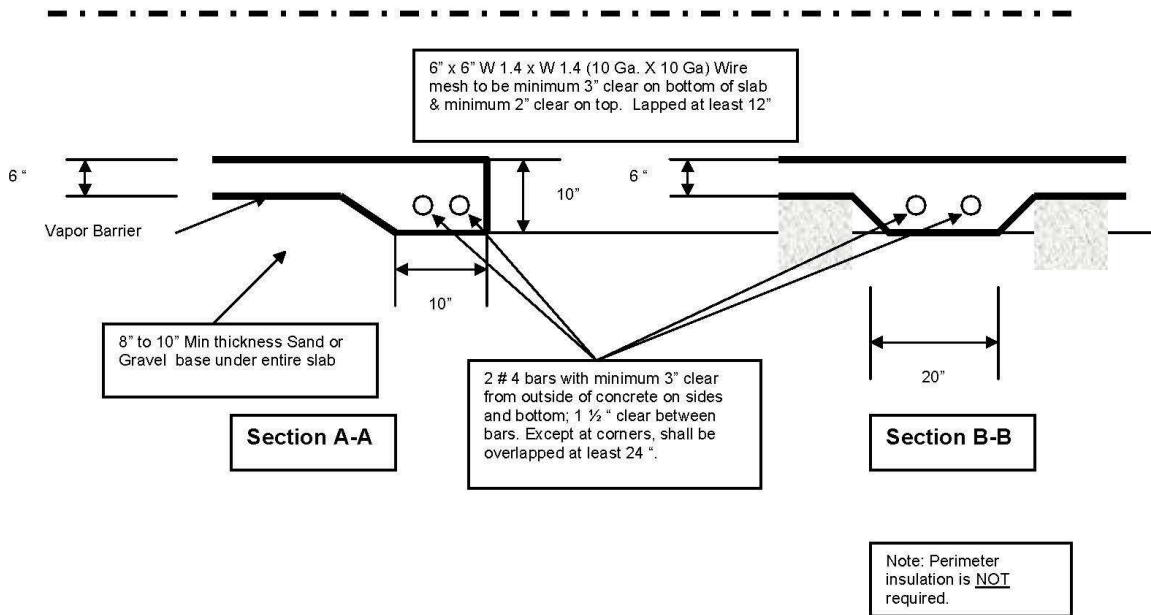 6” x 6” W 1.4 x W 1.4 (10 Ga. X 10 Ga) Wire
mesh to be minimum 3” clear on bottom of slab
& minimum 2” clear on top. Lapped at least 12”
6 “
10”
6“
Vapor Barrier
10”
20”
8” to 10” Min thickness Sand or
Gravel base under entire slab
2 # 4 bars with minimum 3” clear
from outside of concrete on sides
and bottom; 1 ½ “ clear between
bars. Except at corners, shall be
overlapped at least 24 “.
Section A-A
Section B-B
Note: Perimeter
insulation is NOT
required.